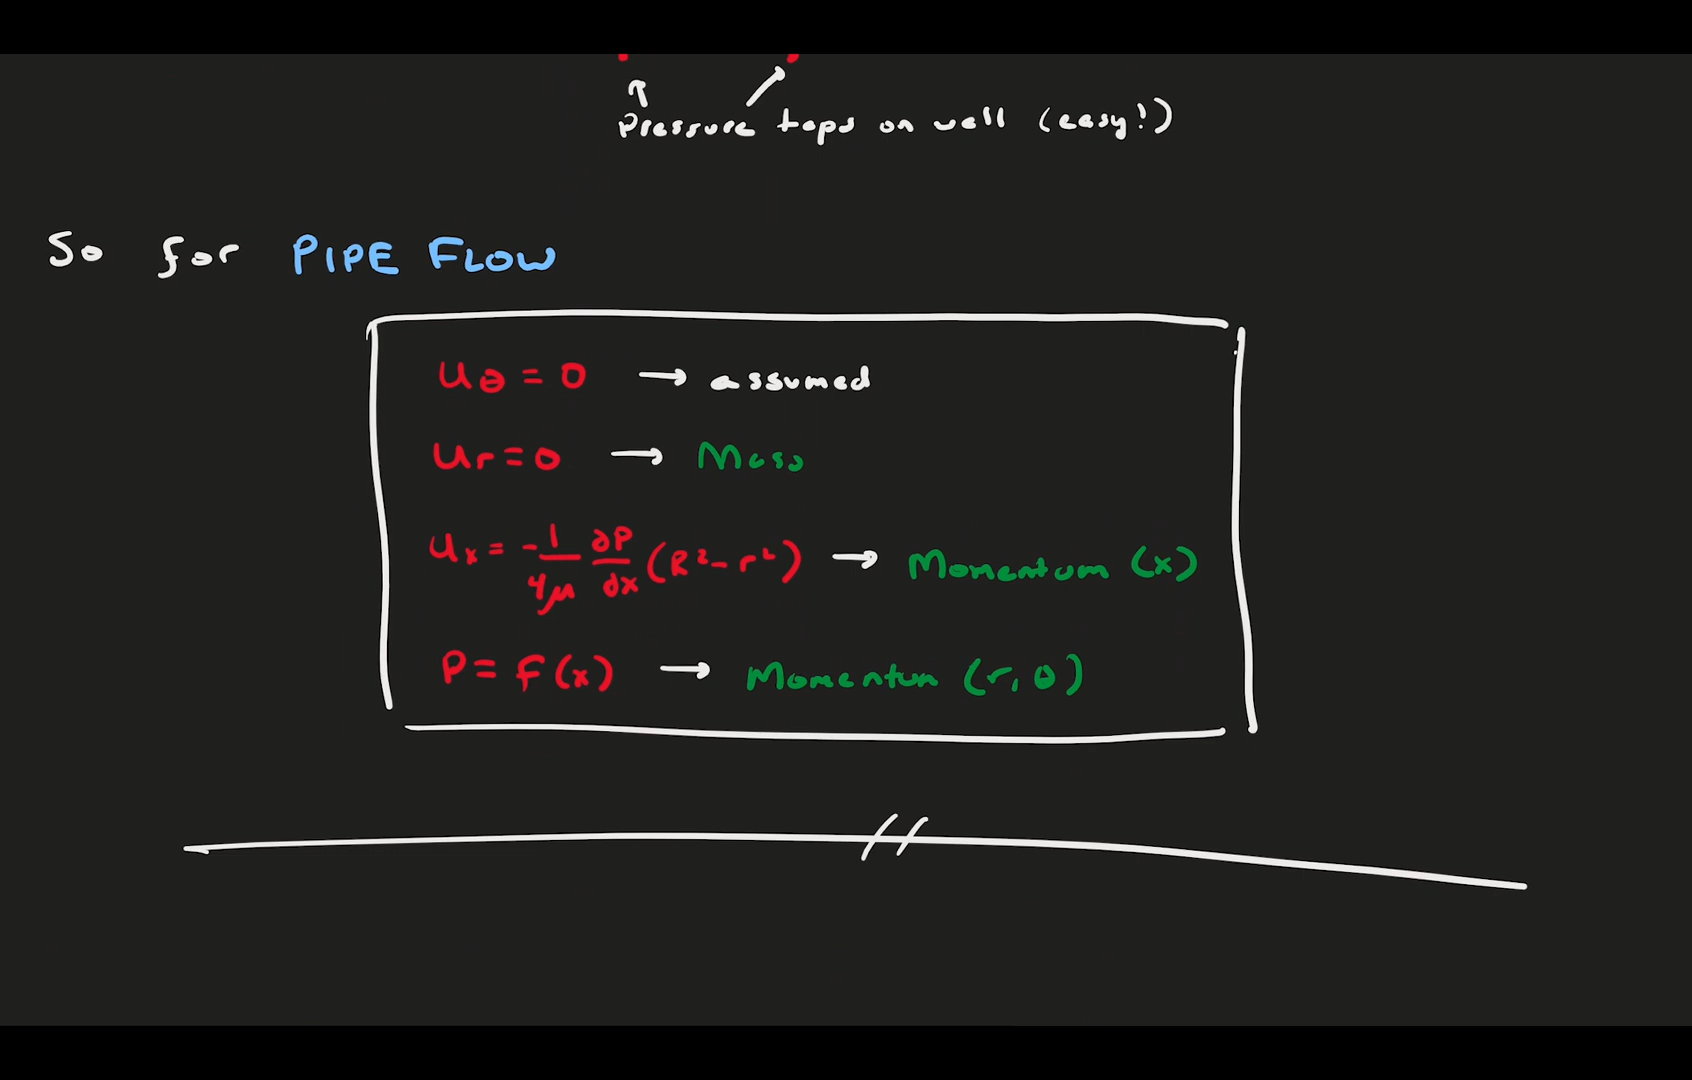 Pressure taps on wall (easy!)
So for PIPE FLOW
uθ = 0 → assumed
ur = 0 → Mass
ux = -1/4μ ∂P/dx (R² - r²) → Momentum (x)
P = f(x) → Momentum (r, θ)